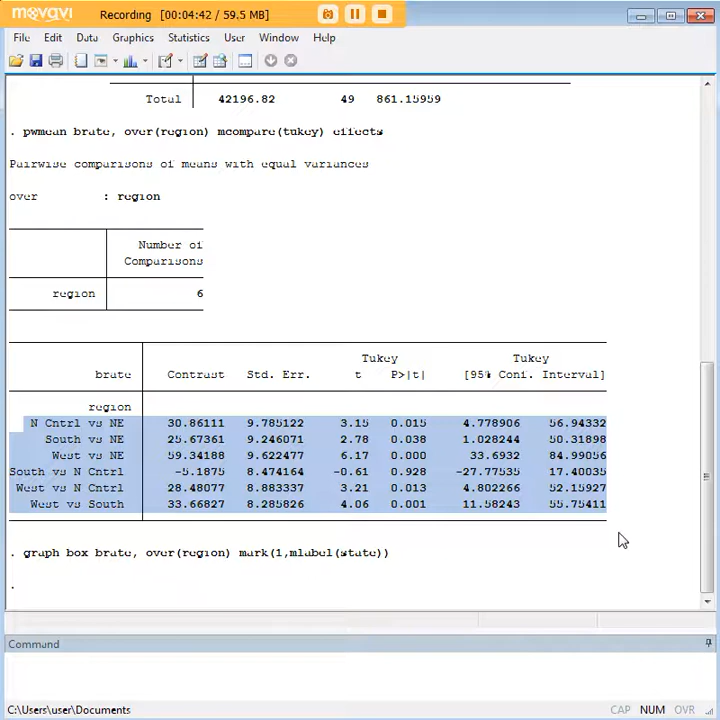 movavi Recording [00:04:42 / 59.5 MB]
File Edit Data Graphics Statistics User Window Help
Total 42196.82 49 861.15959
. pwmean brate, over(region) mcompare(tukey) effects
Pairwise comparisons of means with equal variances
over : region
Number of
Comparisons
region 6
Tukey Tukey
brate Contrast Std. Err. t P>|t| [95% Conf. Interval]
region
N Cntrl vs NE 30.86111 9.785122 3.15 0.015 4.778906 56.94332
South vs NE 25.67361 9.246071 2.78 0.038 1.028244 50.31898
West vs NE 59.34188 9.622477 6.17 0.000 33.6932 84.99056
South vs N Cntrl -5.1875 8.474164 -0.61 0.928 -27.77535 17.40035
West vs N Cntrl 28.48077 8.883337 3.21 0.013 4.802266 52.15927
West vs South 33.66827 8.285826 4.06 0.001 11.58243 55.75411
. graph box brate, over(region) mark(1,mlabel(state))
.
Command
C:\Users\user\Documents CAP NUM OVR